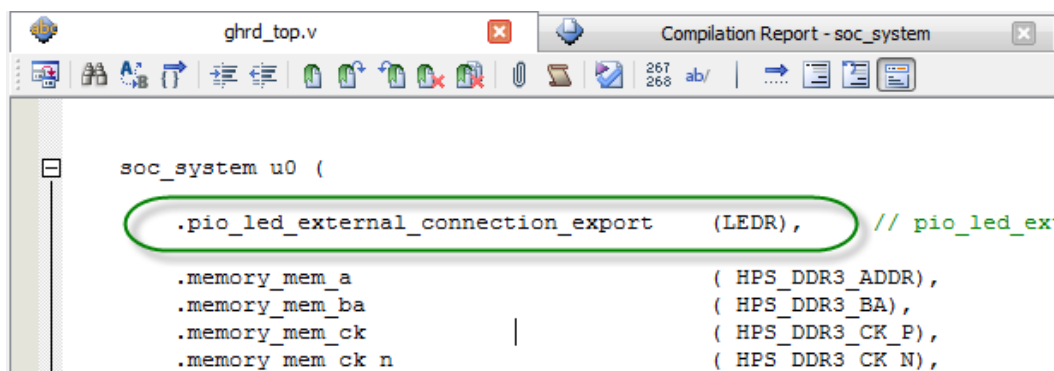 ghrd_top.v Compilation Report - soc_system
267
268 ab/
soc_system u0 (
.pio_led_external_connection_export (LEDR), // pio_led_ex
.memory_mem_a ( HPS_DDR3_ADDR),
.memory_mem_ba ( HPS_DDR3_BA),
.memory_mem_ck ( HPS_DDR3_CK_P),
.memory_mem_ck_n ( HPS_DDR3_CK_N),